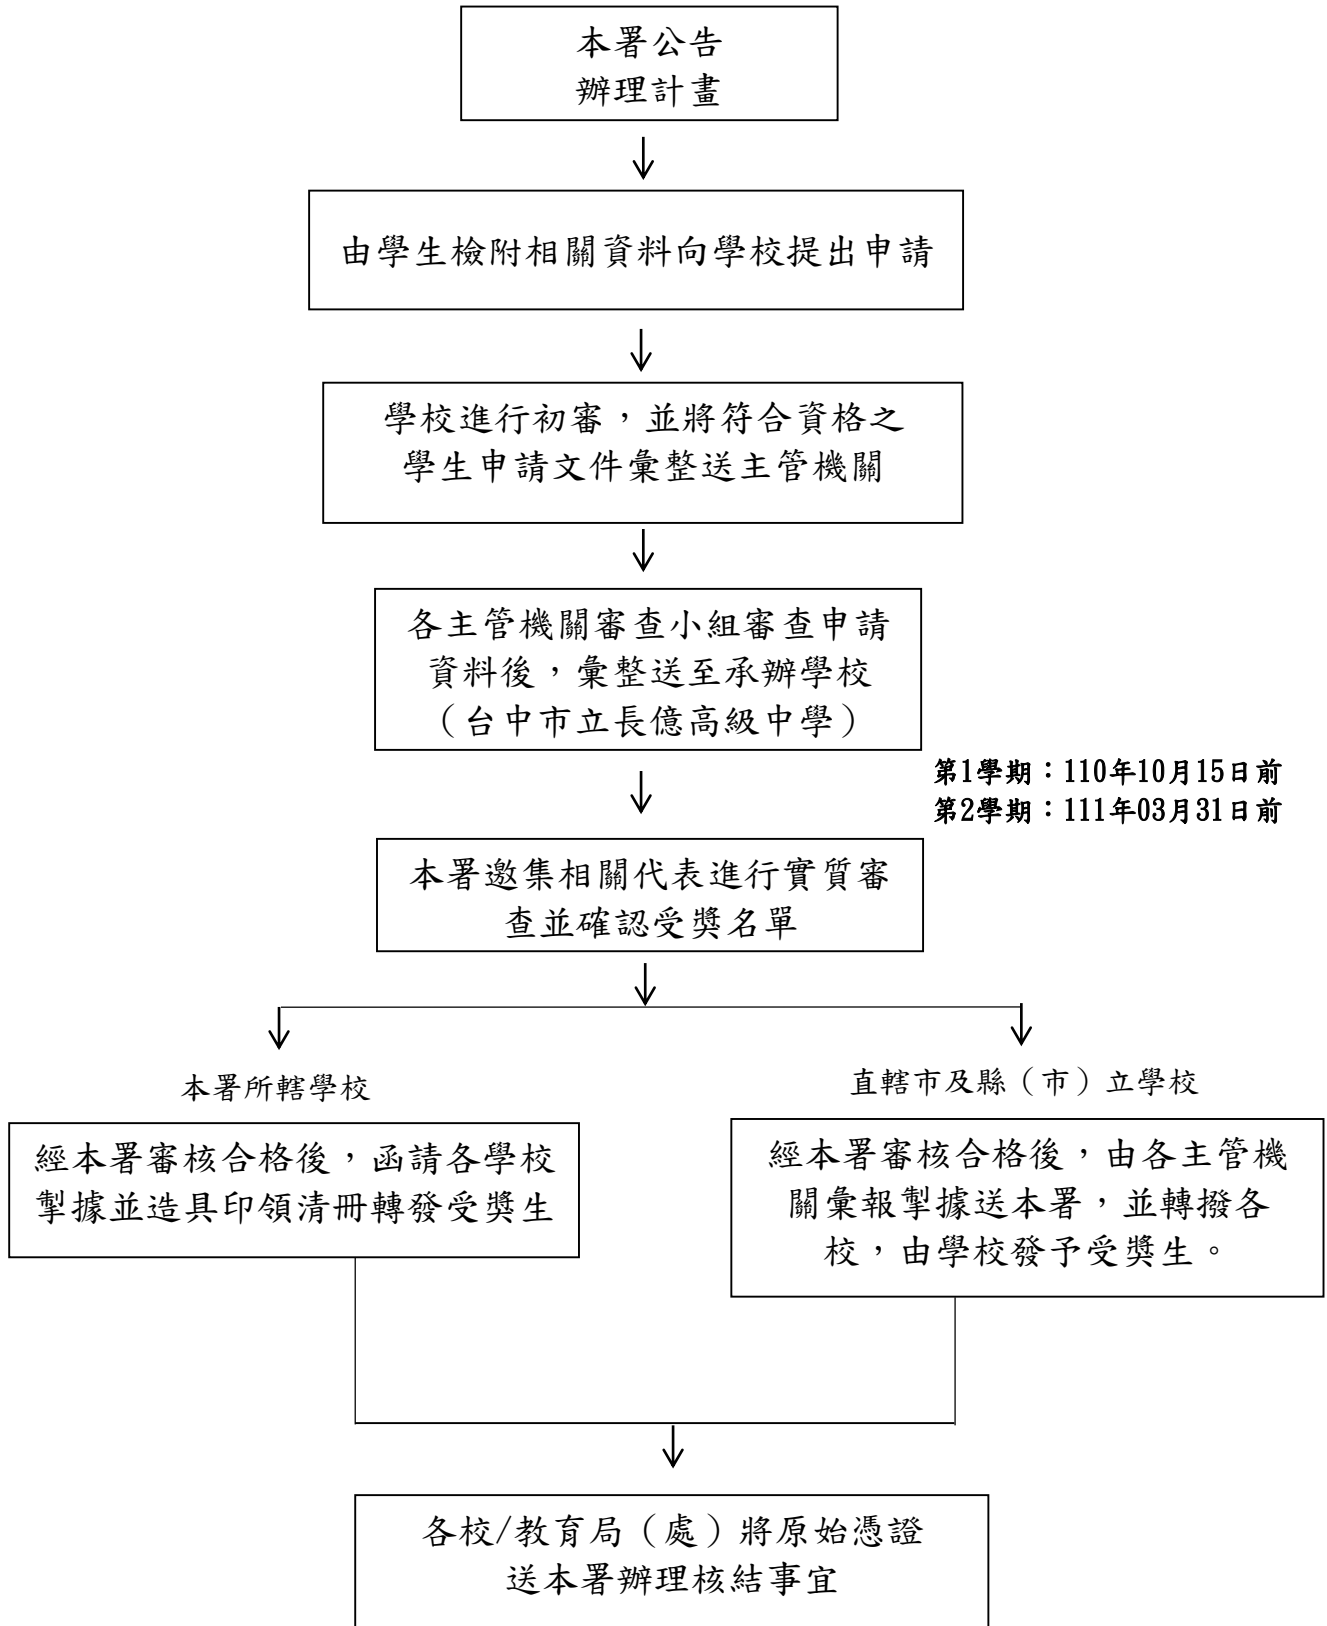 本署公告
辦理計畫
由學生檢附相關資料向學校提出申請
學校進行初審，並將符合資格之
學生申請文件彙整送主管機關
各主管機關審查小組審查申請
資料後，彙整送至承辦學校
（台中市立長億高級中學）
第1學期：110年10月15日前
第2學期：111年03月31日前
本署邀集相關代表進行實質審
查並確認受獎名單
本署所轄學校
經本署審核合格後，函請各學校
掣據並造具印領清冊轉發受獎生
直轄市及縣（市）立學校
經本署審核合格後，由各主管機
關彙報掣據送本署，並轉撥各
校，由學校發予受獎生。
各校/教育局（處）將原始憑證
送本署辦理核結事宜